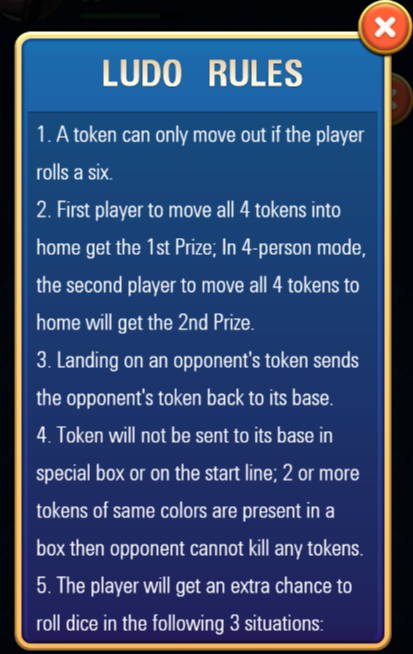 LUDO RULES
1. A token can only move out if the player
rolls a six.
2. First player to move all 4 tokens into
home get the 1st Prize; In 4-person mode,
the second player to move all 4 tokens to
home will get the 2nd Prize.
3. Landing on an opponent's token sends
the opponent's token back to its base.
4. Token will not be sent to its base in
special box or on the start line; 2 or more
tokens of same colors are present in a
box then opponent cannot kill any tokens.
5. The player will get an extra chance to
roll dice in the following 3 situations: